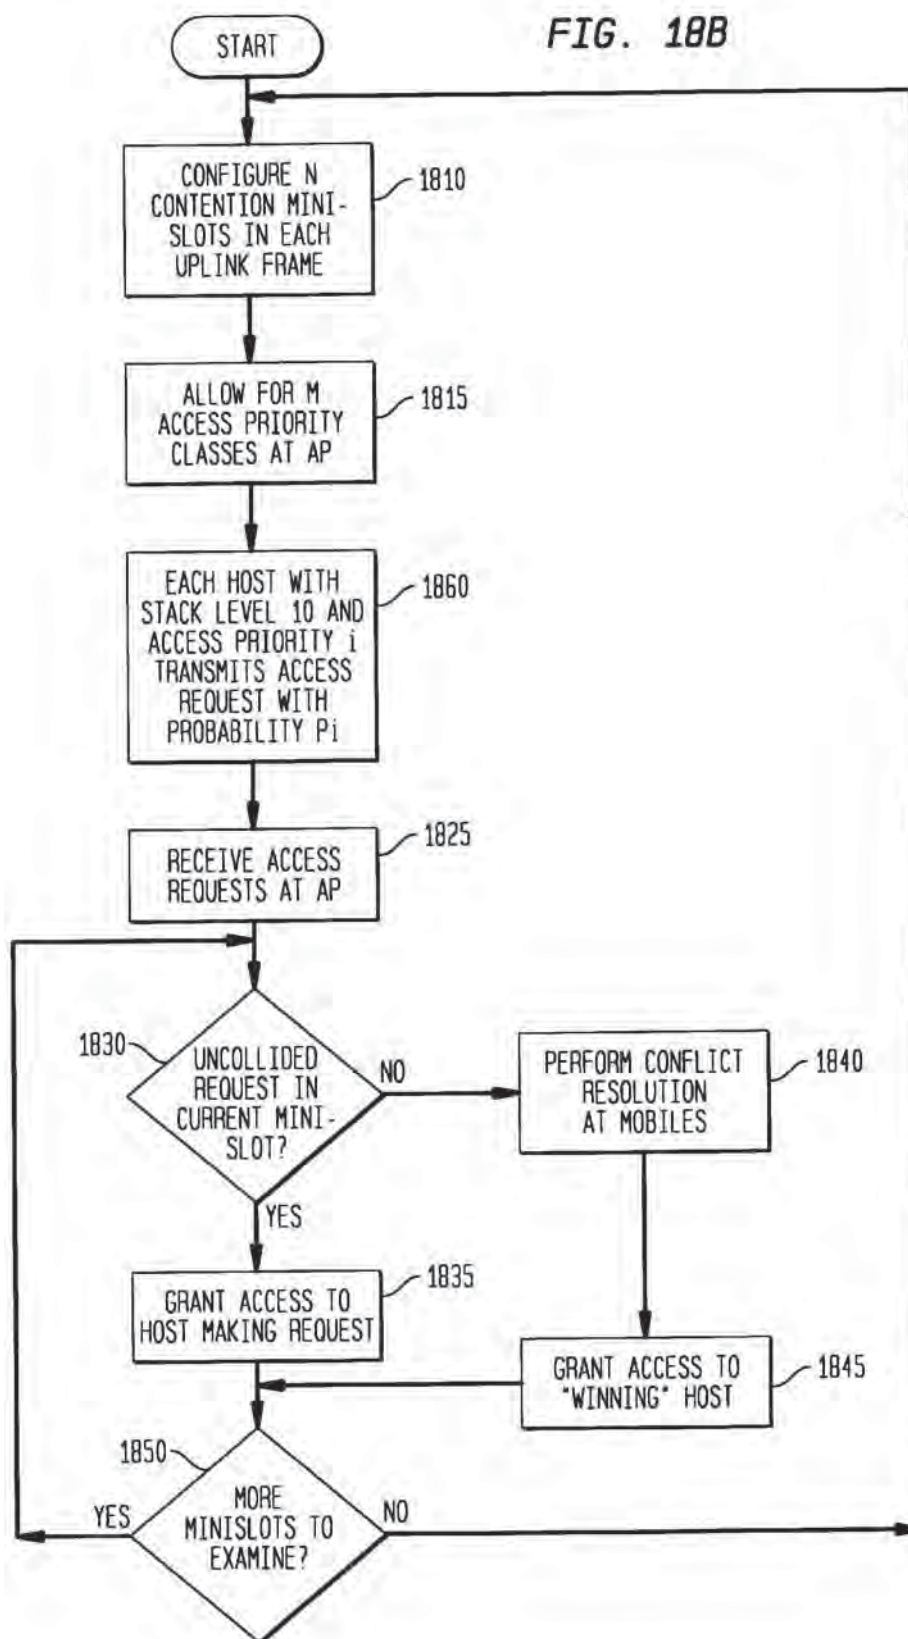 FIG. 18B
START
CONFIGURE N
CONTENTION MINI-
SLOTS IN EACH
UPLINK FRAME
1810
ALLOW FOR M
ACCESS PRIORITY
CLASSES AT AP
1815
EACH HOST WITH
STACK LEVEL 10 AND
ACCESS PRIORITY i
TRANSMITS ACCESS
REQUEST WITH
PROBABILITY Pi
1860
RECEIVE ACCESS
REQUESTS AT AP
1825
1830
UNCOLLIDED
REQUEST IN
CURRENT MINI-
SLOT?
NO
YES
PERFORM CONFLICT
RESOLUTION
AT MOBILES
1840
GRANT ACCESS TO
HOST MAKING REQUEST
1835
GRANT ACCESS TO
"WINNING" HOST
1845
1850
MORE
MINISLOTS TO
EXAMINE?
YES
NO